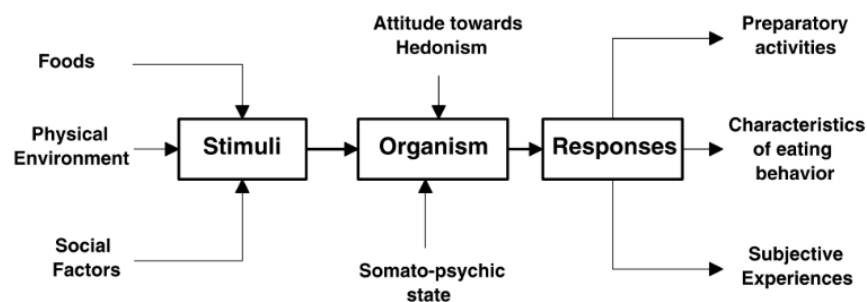 Foods
Physical
Environment
Social
Factors
Stimuli
Attitude towards
Hedonism
Organism
Somato-psychic
state
Responses
Preparatory
activities
Characteristics
of eating
behavior
Subjective
Experiences